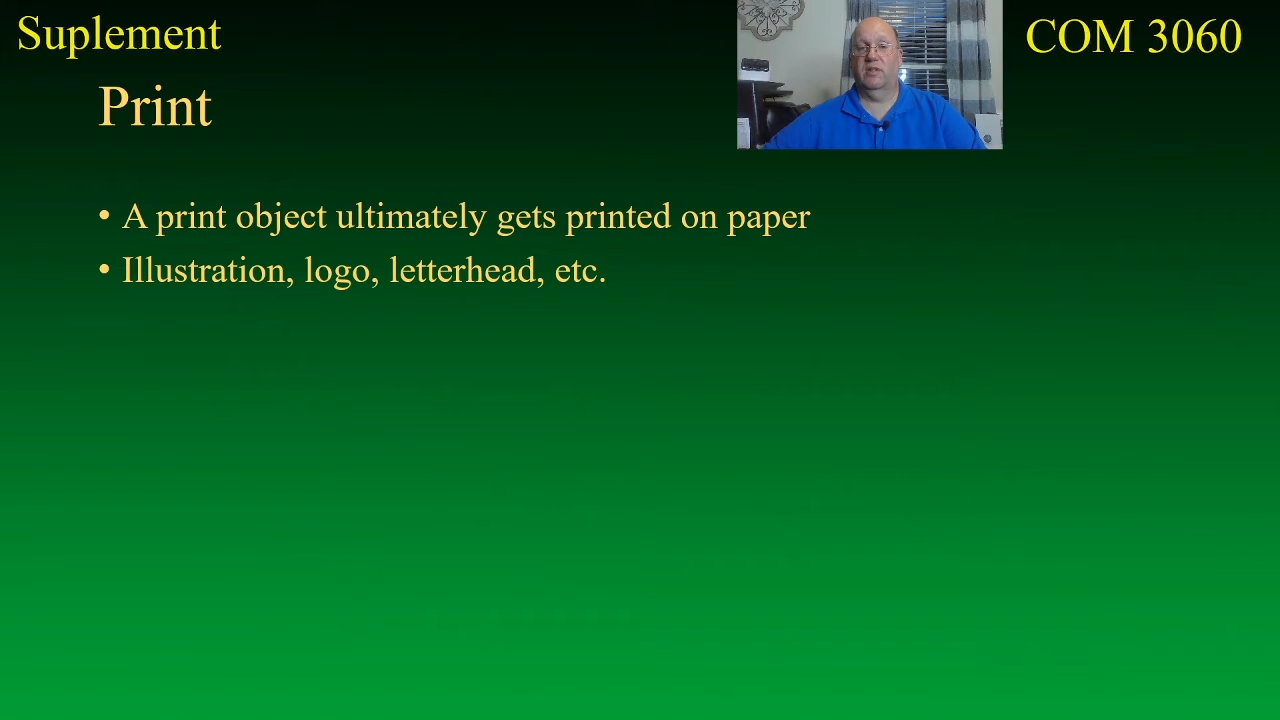 Suplement
COM 3060
Print
• A print object ultimately gets printed on paper
• Illustration, logo, letterhead, etc.